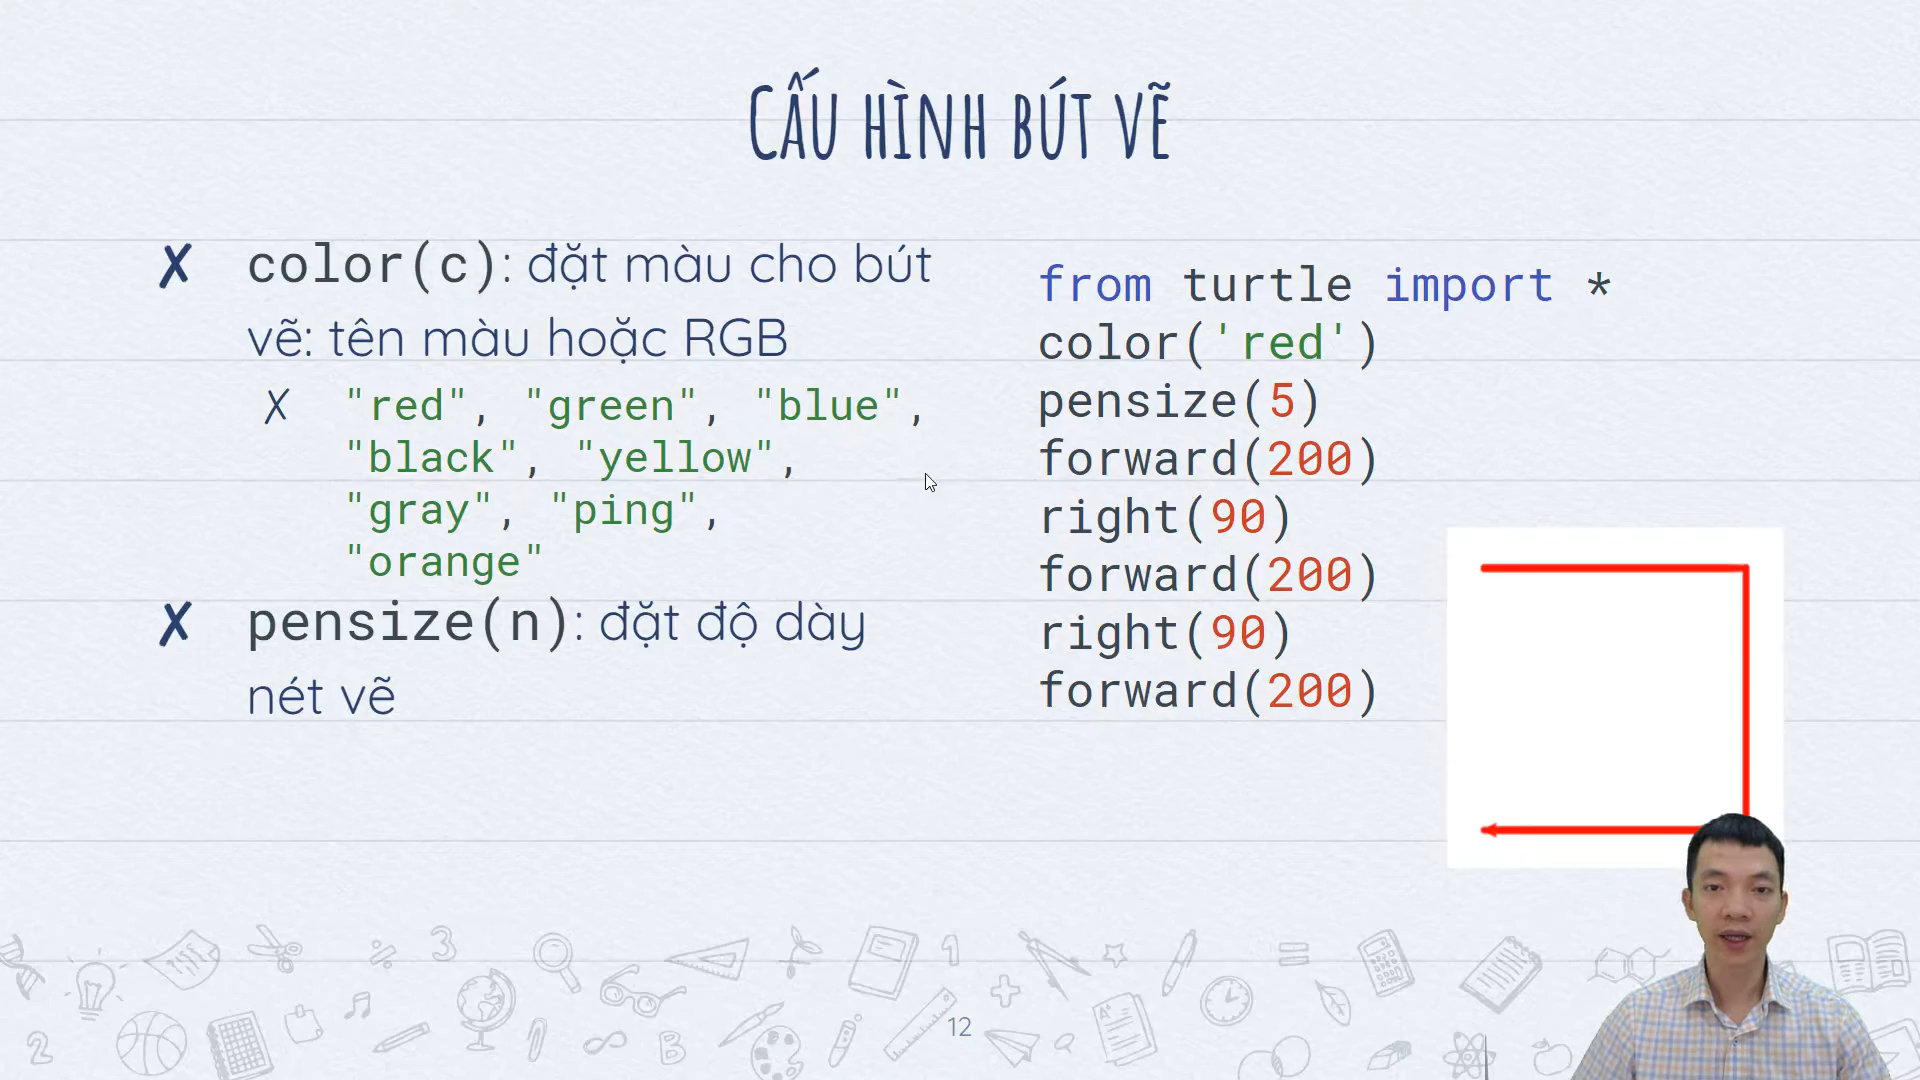 CẤU HÌNH BÚT VẼ
✗ color(c): đặt màu cho bút
vẽ: tên màu hoặc RGB
✗ "red", "green", "blue",
"black", "yellow",
"gray", "ping",
"orange"
✗ pensize(n): đặt độ dày
nét vẽ
from turtle import *
color('red')
pensize(5)
forward(200)
right(90)
forward(200)
right(90)
forward(200)
12